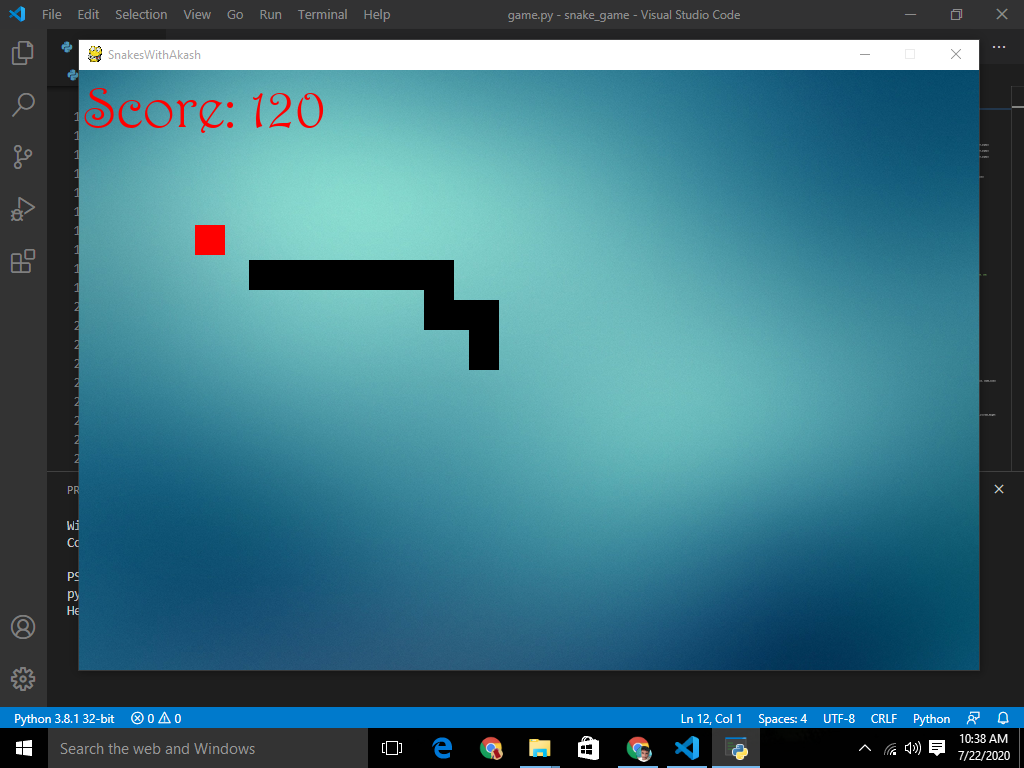 File Edit Selection View Go Run Terminal Help
game.py - snake_game - Visual Studio Code
SnakesWithAkash
Score: 120
Python 3.8.1 32-bit 0 0 Ln 12, Col 1 Spaces: 4 UTF-8 CRLF Python
Search the web and Windows
10:38 AM
7/22/2020